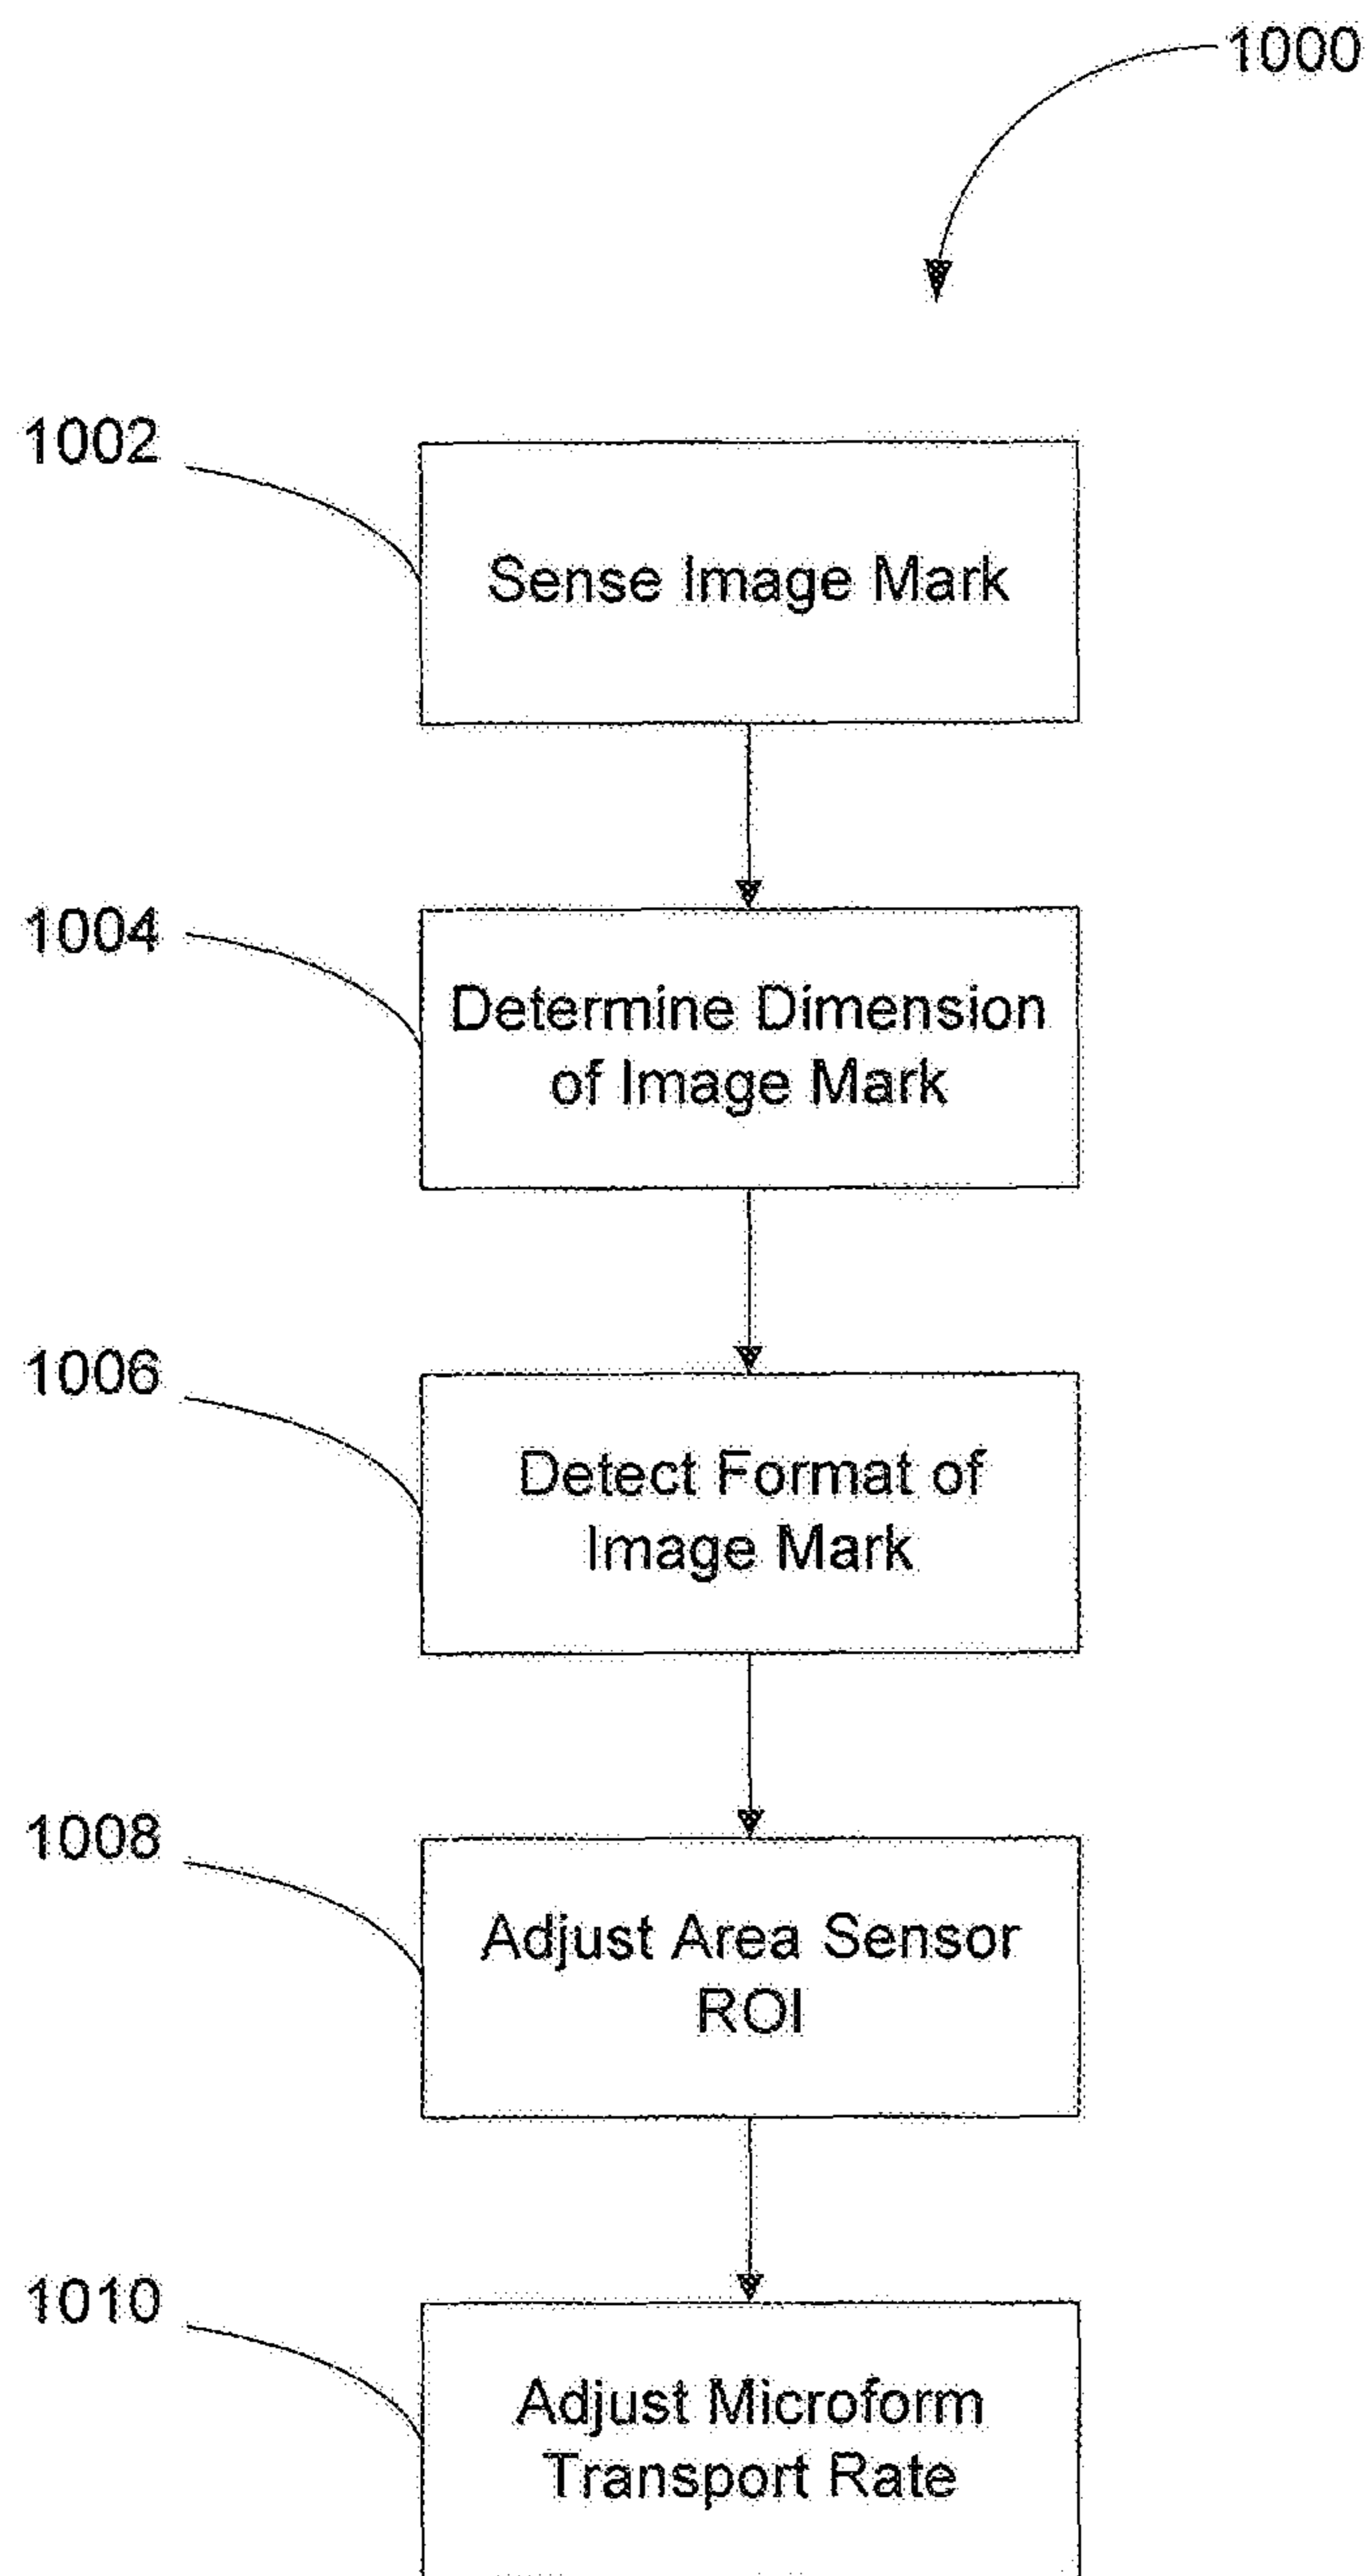 1000
1002
Sense Image Mark
1004
Determine Dimension
of Image Mark
1006
Detect Format of
Image Mark
1008
Adjust Area Sensor
ROI
1010
Adjust Microform
Transport Rate